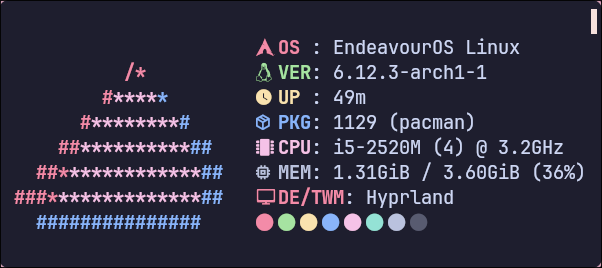 OS : EndeavourOS Linux
/* VER: 6.12.3-arch1-1
#***** UP : 49m
#********# PKG: 1129 (pacman)
##**********## CPU: i5-2520M (4) @ 3.2GHz
##*************## MEM: 1.31GiB / 3.60GiB (36%)
###*************## DE/TWM: Hyprland
###############